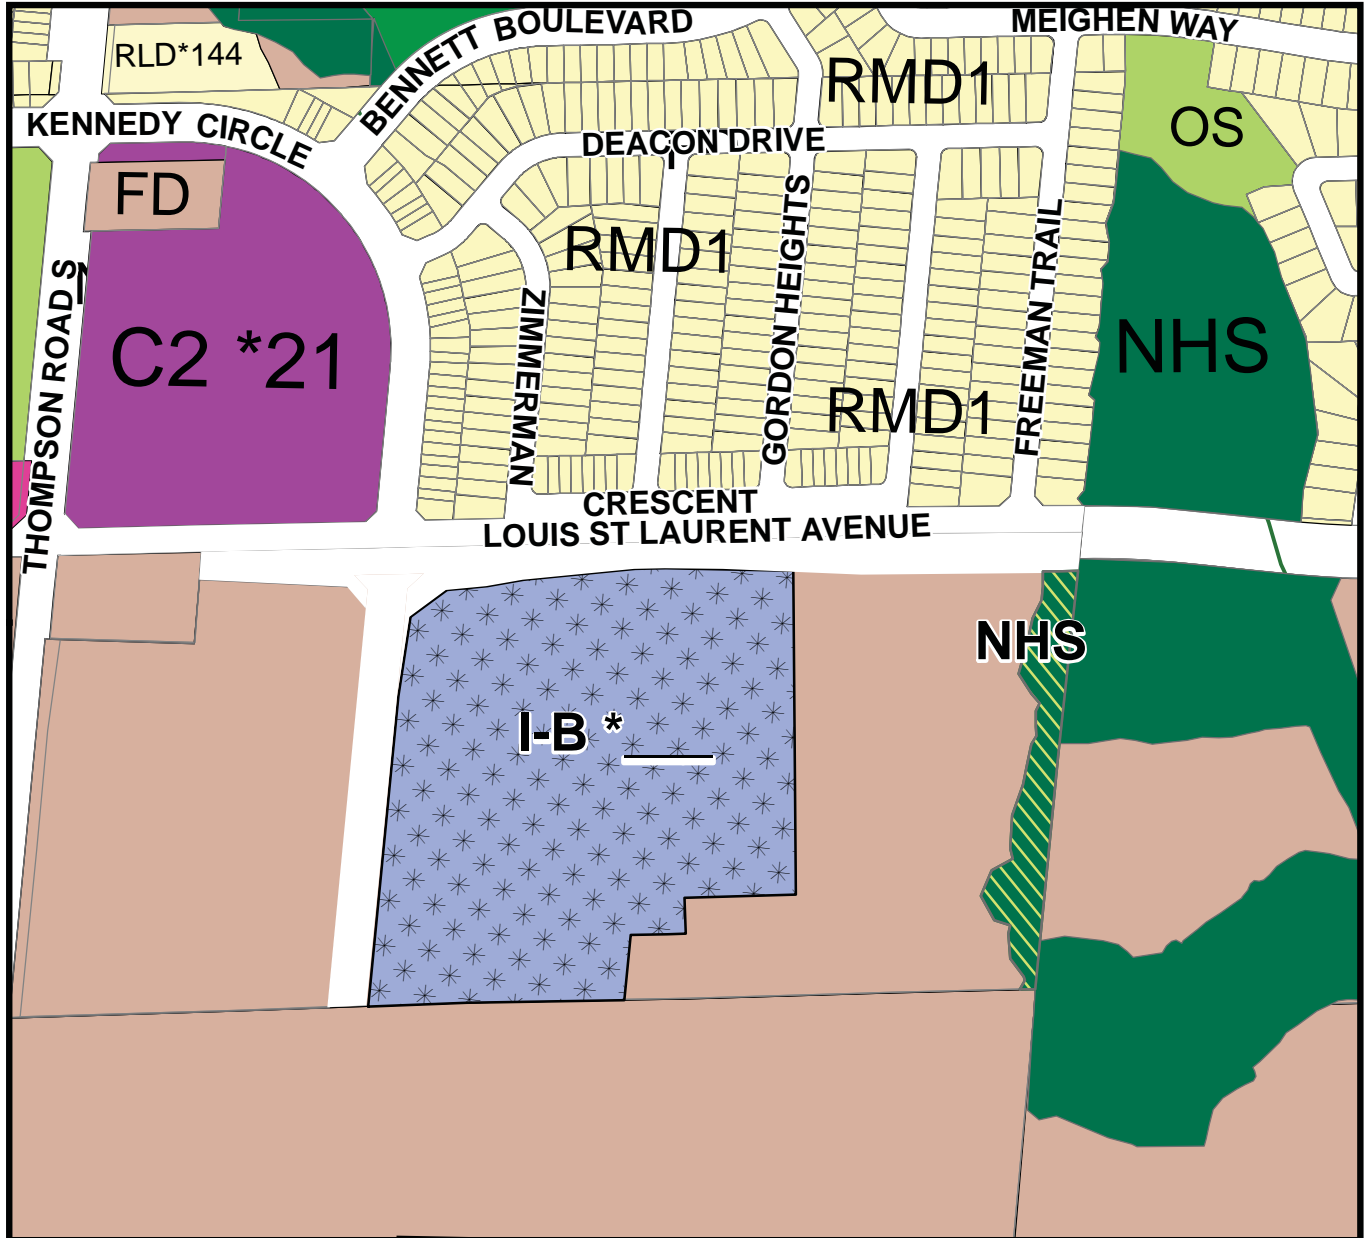 MEIGHEN WAY
BENNETT BOULEVARD
RLD*144
RMD1
KENNEDY CIRCLE
DEACON DRIVE
OS
FD
RMD1
GORDON HEIGHTS
FREEMAN TRAIL
THOMPSON ROAD S
N
C2 *21
ZIMMERMAN
NHS
RMD1
CRESCENT
LOUIS ST LAURENT AVENUE
NHS
I-B *